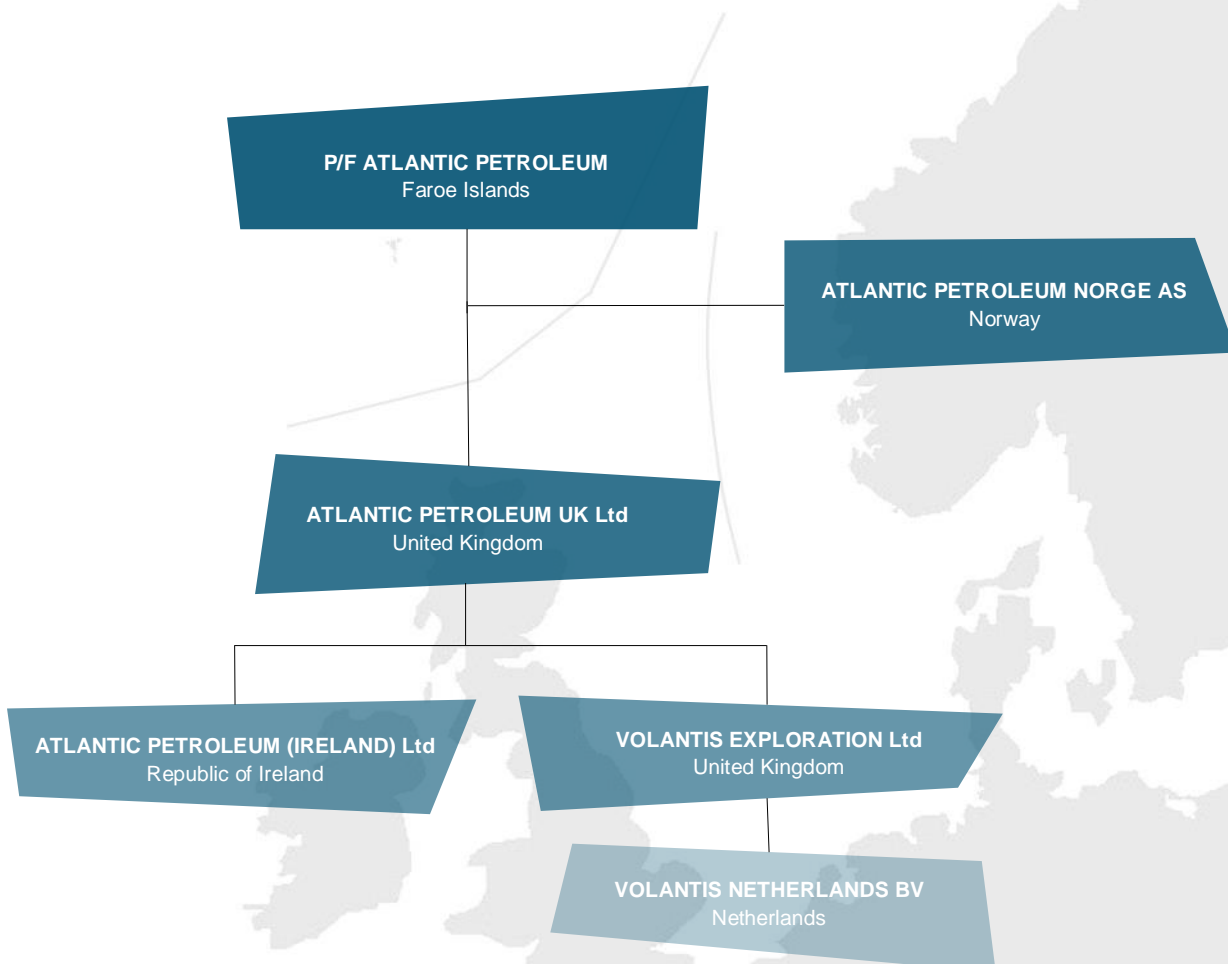 P/F ATLANTIC PETROLEUM
Faroe Islands
ATLANTIC PETROLEUM NORGE AS
Norway
ATLANTIC PETROLEUM UK Ltd
United Kingdom
ATLANTIC PETROLEUM (IRELAND) Ltd
Republic of Ireland
VOLANTIS EXPLORATION Ltd
United Kingdom
VOLANTIS NETHERLANDS BV
Netherlands